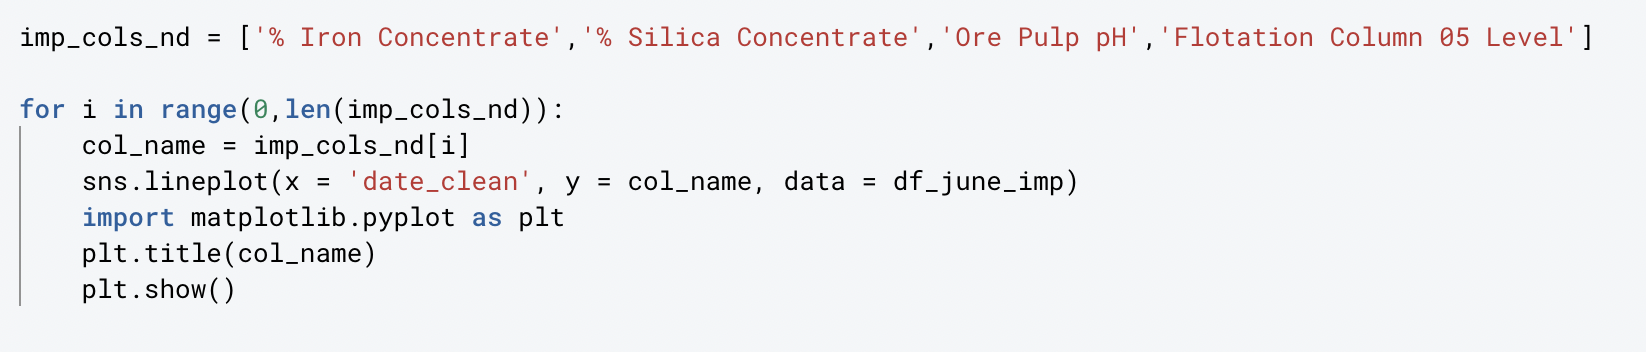 imp_cols_nd = ['% Iron Concentrate','% Silica Concentrate','Ore Pulp pH','Flotation Column 05 Level']
for i in range(0,len(imp_cols_nd)):
    col_name = imp_cols_nd[i]
    sns.lineplot(x = 'date_clean', y = col_name, data = df_june_imp)
    import matplotlib.pyplot as plt
    plt.title(col_name)
    plt.show()